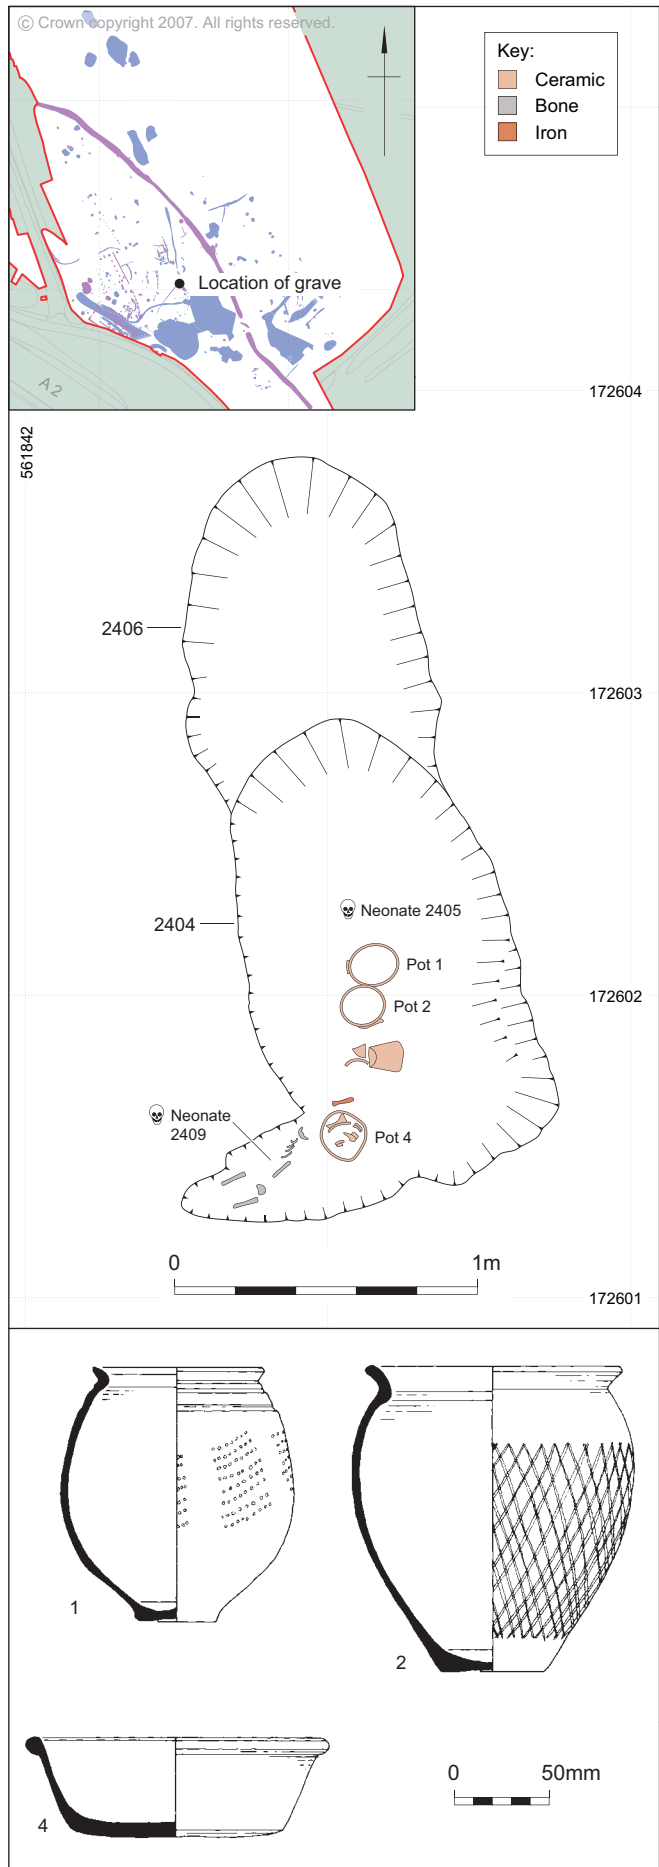 © Crown copyright 2007. All rights reserved.
Key:
Ceramic
Bone
Iron
Location of grave
A2
172604
561842
2406
172603
Neonate 2405
2404
Pot 1
172602
Pot 2
Neonate
2409
Pot 4
0 1m
172601
1
2
0 50mm
4